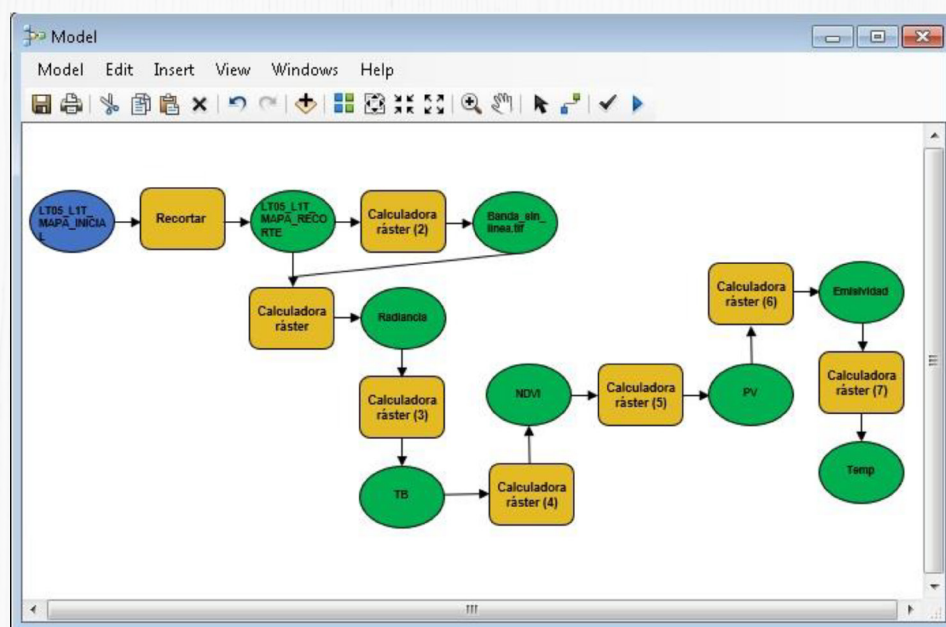 Model
Model Edit Insert View Windows Help
LT05_L1T_
MAPA_INICIA
L
Recortar
LT05_L1T_
MAPA_RECO
RTE
Calculadora
ráster (2)
Banda_sin_
linea.tif
Calculadora
ráster
Radiancia
Calculadora
ráster (3)
TB
Calculadora
ráster (4)
NDVI
Calculadora
ráster (5)
PV
Calculadora
ráster (6)
Emisividad
Calculadora
ráster (7)
Temp